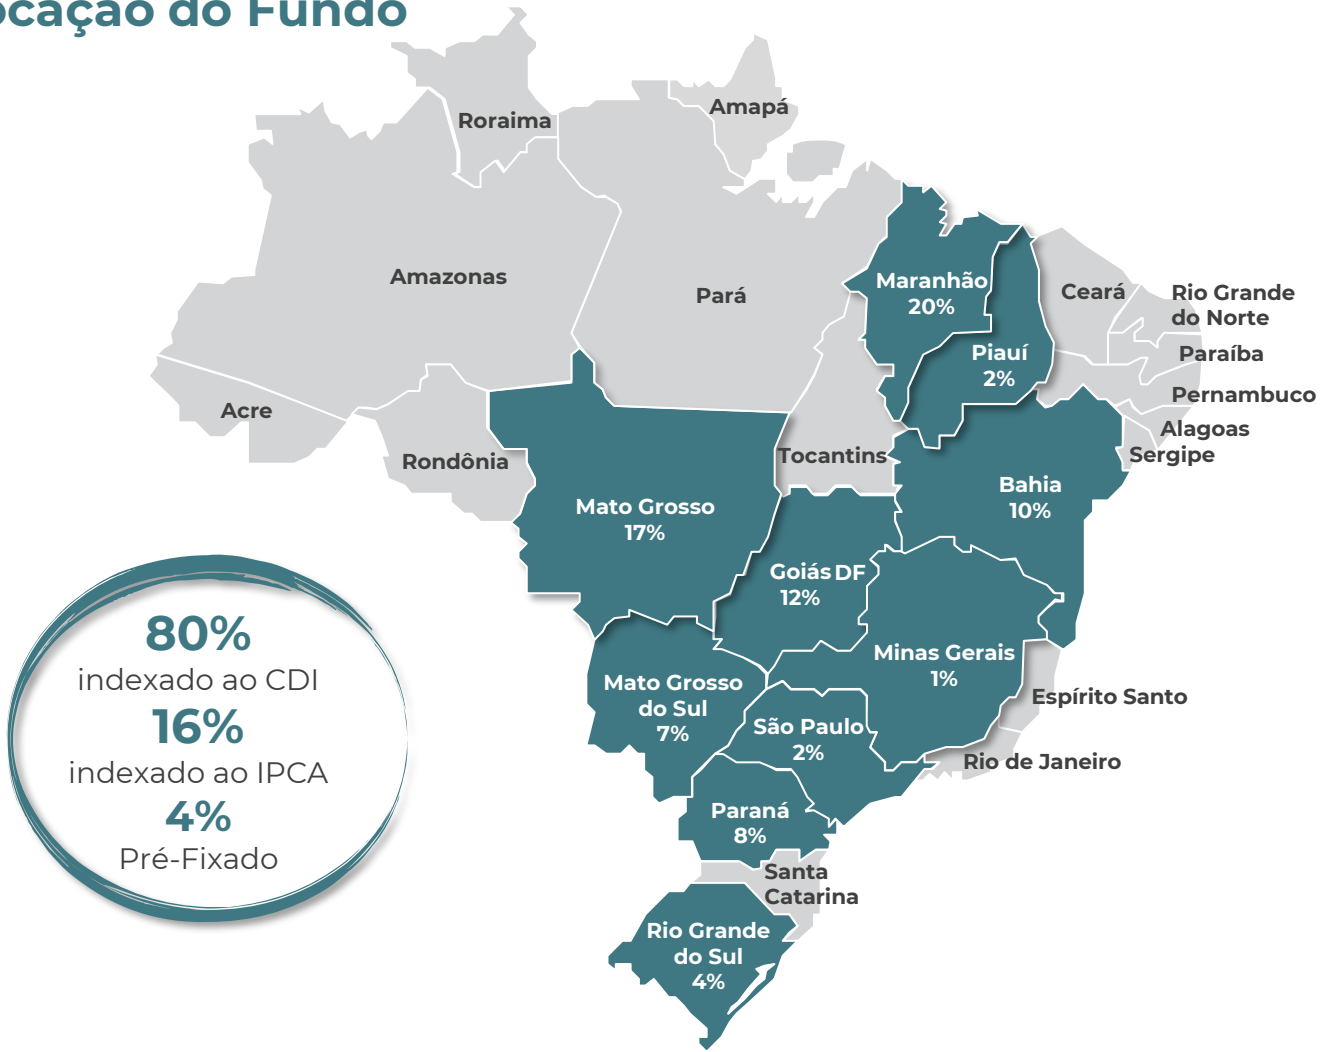 ocação do Fundo
Roraima
Amapá
Amazonas
Pará
Maranhão
20%
Ceará
Rio Grande
do Norte
Piauí
2%
Paraíba
Pernambuco
Acre
Alagoas
Rondônia
Tocantins
Sergipe
Bahia
10%
Mato Grosso
17%
Goiás DF
12%
80%
indexado ao CDI
16%
indexado ao IPCA
4%
Pré-Fixado
Minas Gerais
1%
Mato Grosso
do Sul
7%
Espírito Santo
São Paulo
2%
Rio de Janeiro
Paraná
8%
Santa
Catarina
Rio Grande
do Sul
4%